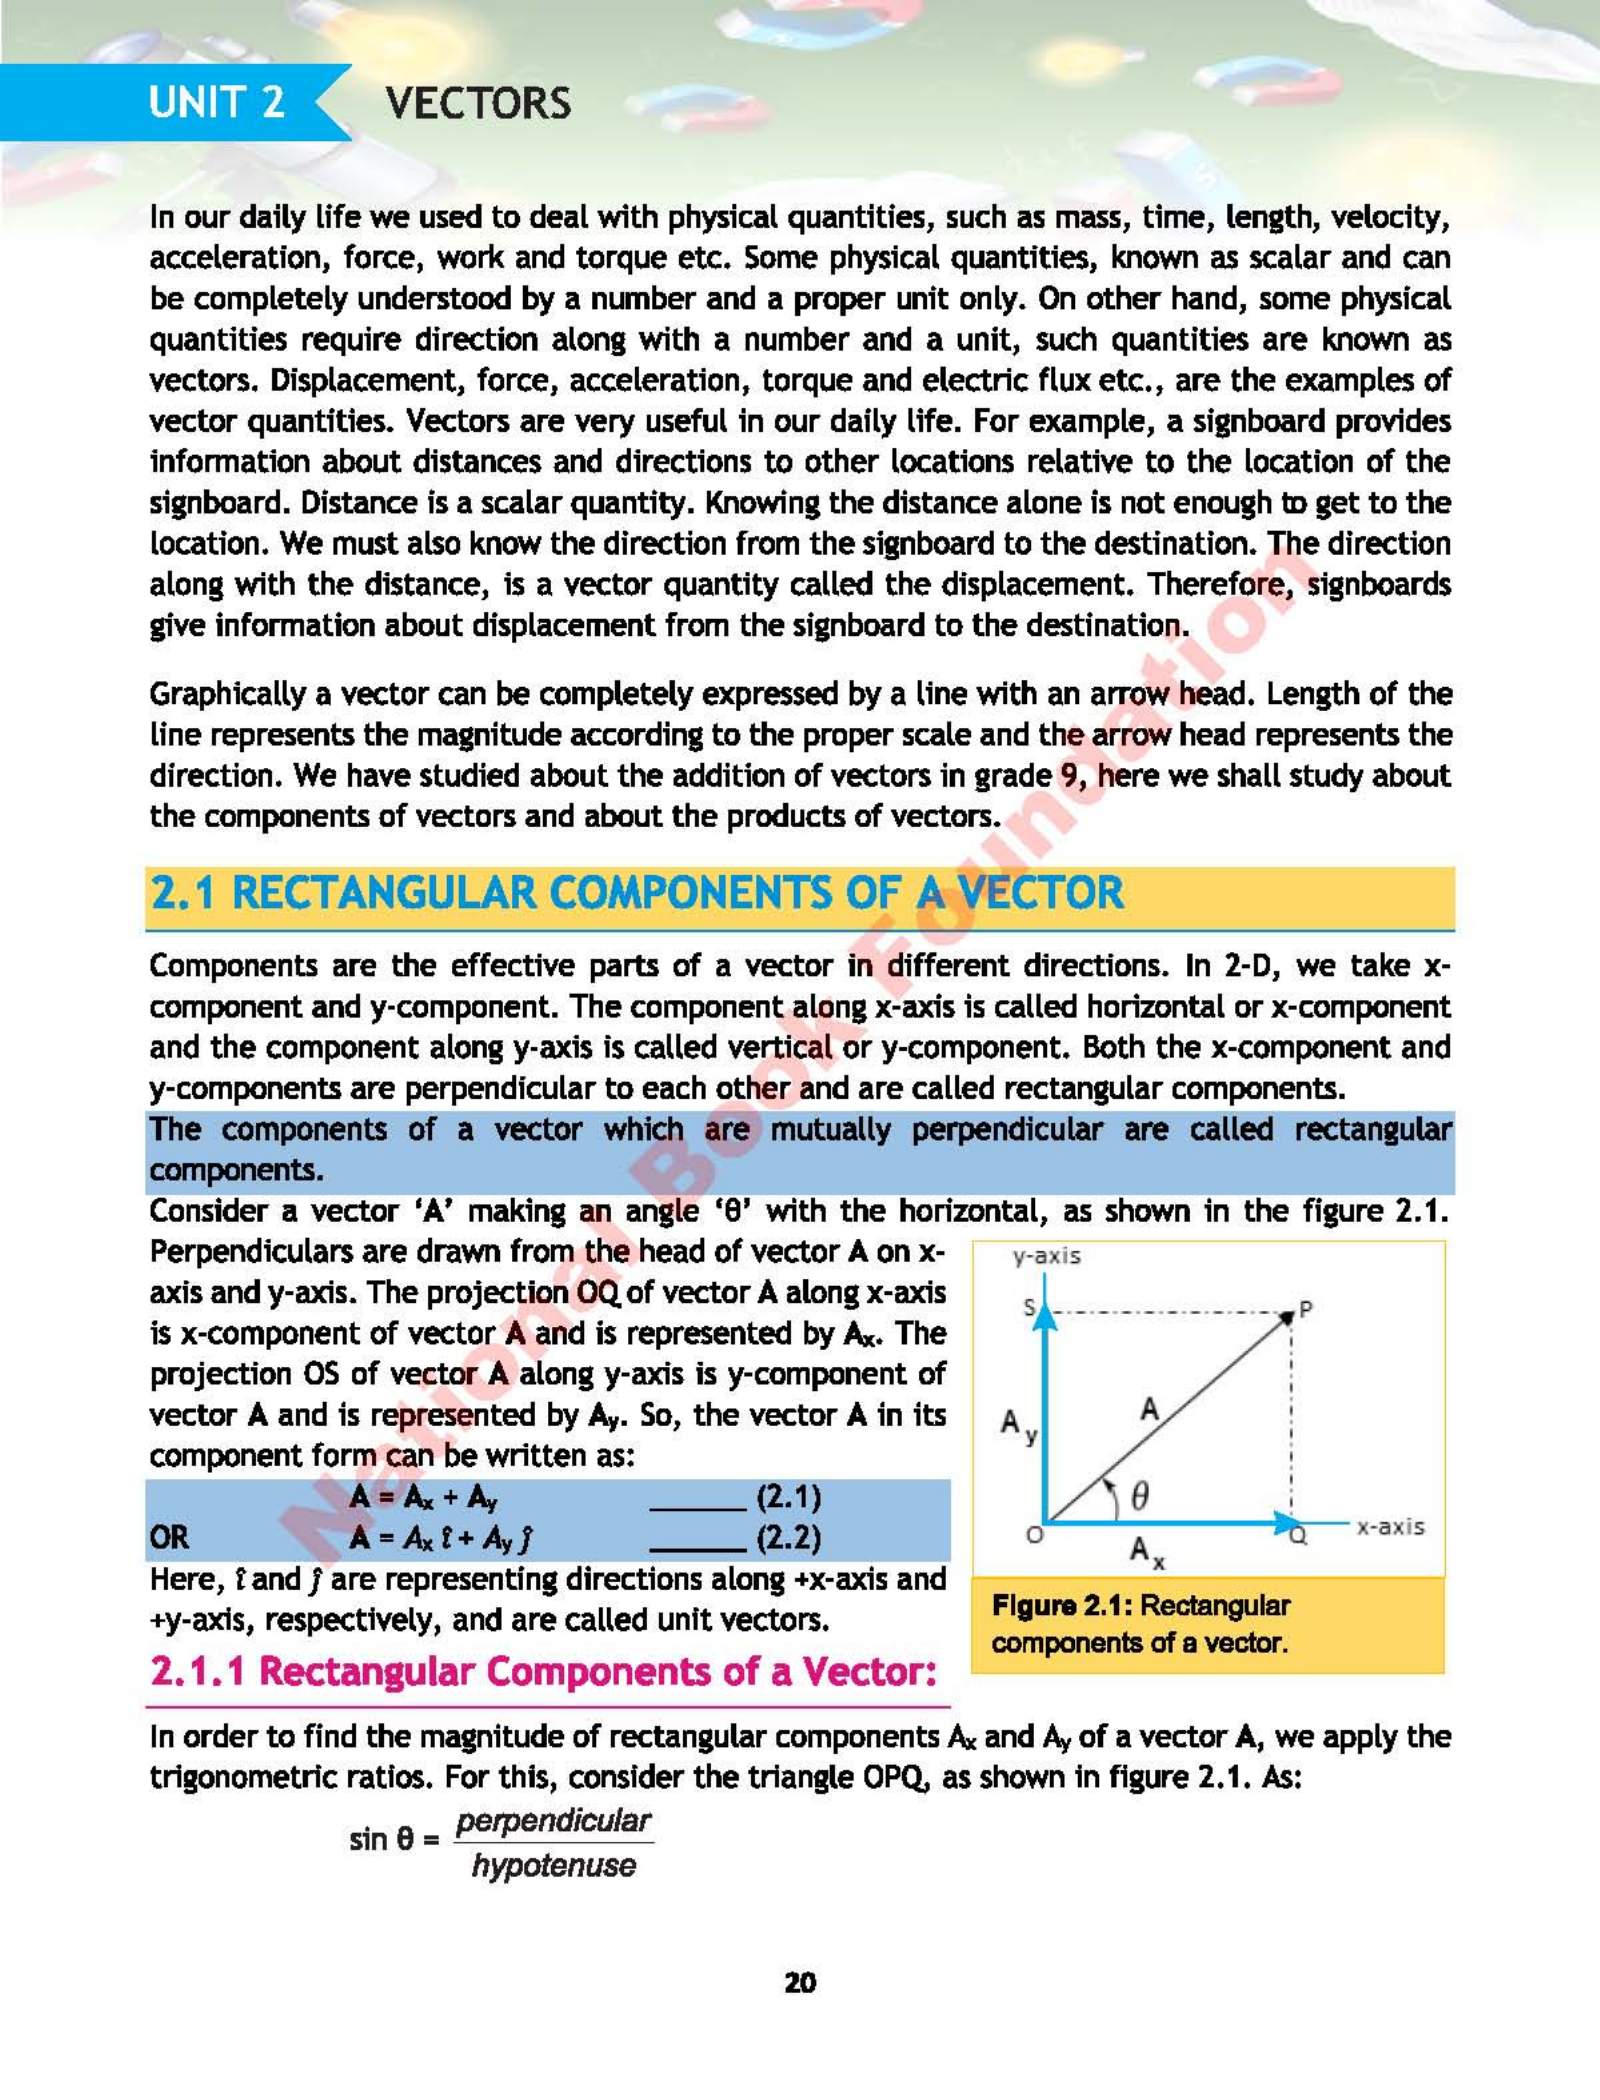 UNIT 2 VECTORS
In our daily life we used to deal with physical quantities, such as mass, time, length, velocity,
acceleration, force, work and torque etc. Some physical quantities, known as scalar and can
be completely understood by a number and a proper unit only. On other hand, some physical
quantities require direction along with a number and a unit, such quantities are known as
vectors. Displacement, force, acceleration, torque and electric flux etc., are the examples of
vector quantities. Vectors are very useful in our daily life. For example, a signboard provides
information about distances and directions to other locations relative to the location of the
signboard. Distance is a scalar quantity. Knowing the distance alone is not enough to get to the
location. We must also know the direction from the signboard to the destination. The direction
along with the distance, is a vector quantity called the displacement. Therefore, signboards
give information about displacement from the signboard to the destination.
Graphically a vector can be completely expressed by a line with an arrow head. Length of the
line represents the magnitude according to the proper scale and the arrow head represents the
direction. We have studied about the addition of vectors in grade 9, here we shall study about
the components of vectors and about the products of vectors.
2.1 RECTANGULAR COMPONENTS OF A VECTOR
Components are the effective parts of a vector in different directions. In 2-D, we take x-
component and y-component. The component along x-axis is called horizontal or x-component
and the component along y-axis is called vertical or y-component. Both the x-component and
y-components are perpendicular to each other and are called rectangular components.
The components of a vector which are mutually perpendicular are called rectangular
components.
Consider a vector ‘A’ making an angle ‘θ’ with the horizontal, as shown in the figure 2.1.
Perpendiculars are drawn from the head of vector A on x-
axis and y-axis. The projection OQ of vector A along x-axis
is x-component of vector A and is represented by Aₓ. The
projection OS of vector A along y-axis is y-component of
vector A and is represented by Ay. So, the vector A in its
component form can be written as:
A = Aₓ + Ay ______ (2.1)
OR A = Aₓ î + Ay ĵ ______ (2.2)
Here, î and ĵ are representing directions along +x-axis and
+y-axis, respectively, and are called unit vectors.
y-axis
S
P
A
Ay
θ
O
Q
x-axis
Aₓ
Figure 2.1: Rectangular
components of a vector.
2.1.1 Rectangular Components of a Vector:
In order to find the magnitude of rectangular components Aₓ and Ay of a vector A, we apply the
trigonometric ratios. For this, consider the triangle OPQ, as shown in figure 2.1. As:
sin θ = perpendicular
hypotenuse
20
National Book Foundation